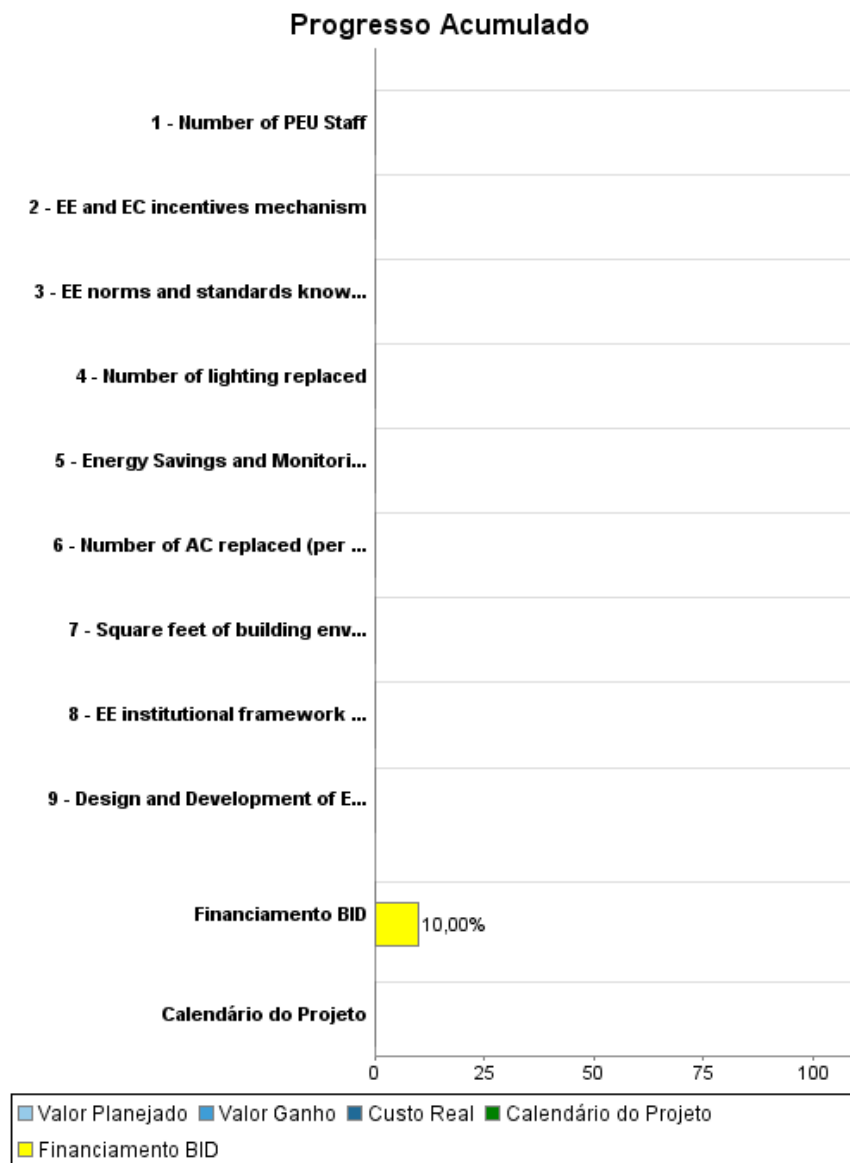 Progresso Acumulado
1 - Number of PEU Staff
2 - EE and EC incentives mechanism
3 - EE norms and standards know...
4 - Number of lighting replaced
5 - Energy Savings and Monitori...
6 - Number of AC replaced (per ...
7 - Square feet of building env...
8 - EE institutional framework ...
9 - Design and Development of E...
Financiamento BID 10,00%
Calendário do Projeto
0 25 50 75 100
Valor Planejado Valor Ganho Custo Real Calendário do Projeto
Financiamento BID